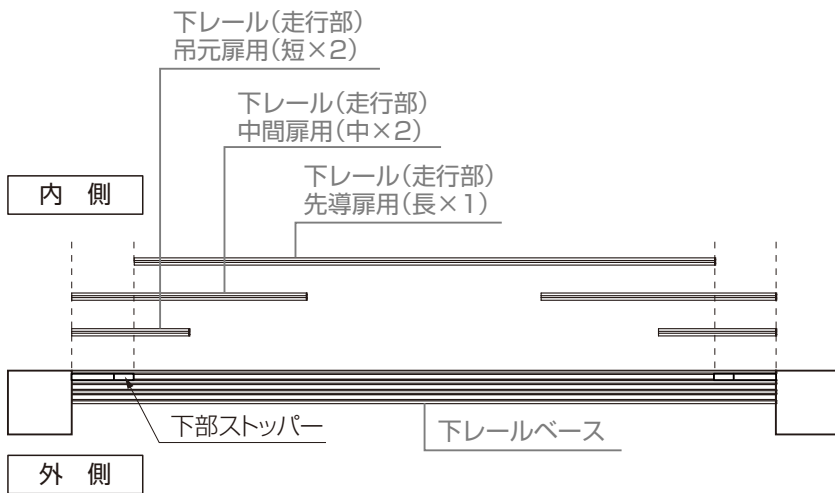 下レール(走行部)
吊元扉用(短×2)
下レール(走行部)
中間扉用(中×2)
下レール(走行部)
先導扉用(長×1)
内 側
下部ストッパー
下レールベース
外 側